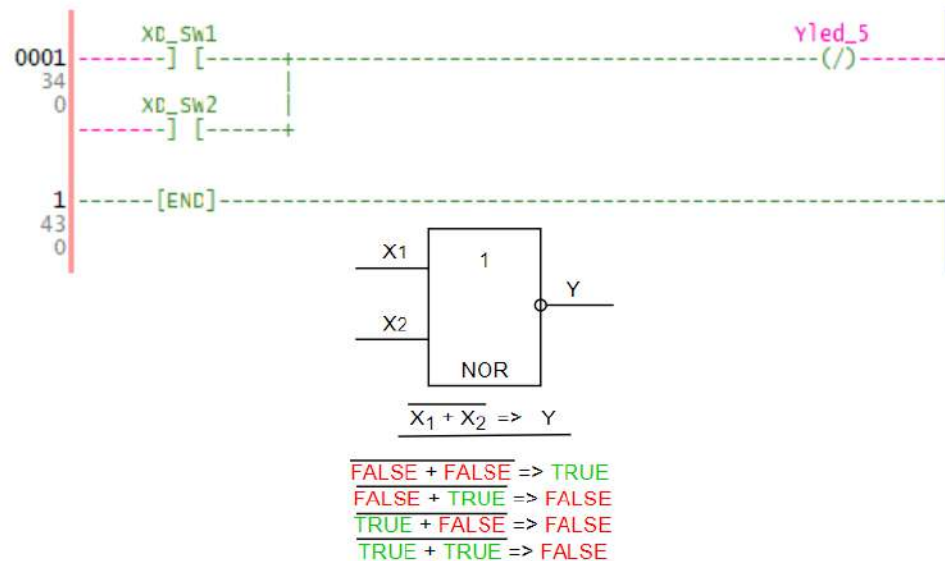 XD_SW1 Yled_5
0001 -------] [------+------------------------------------------(/)-------
34 |
0 XD_SW2 |
-------] [------+
1 ------[END]------------------------------------------------------------
43
0
X1 1
Y
X2
NOR
X1 + X2 => Y
FALSE + FALSE => TRUE
FALSE + TRUE => FALSE
TRUE + FALSE => FALSE
TRUE + TRUE => FALSE